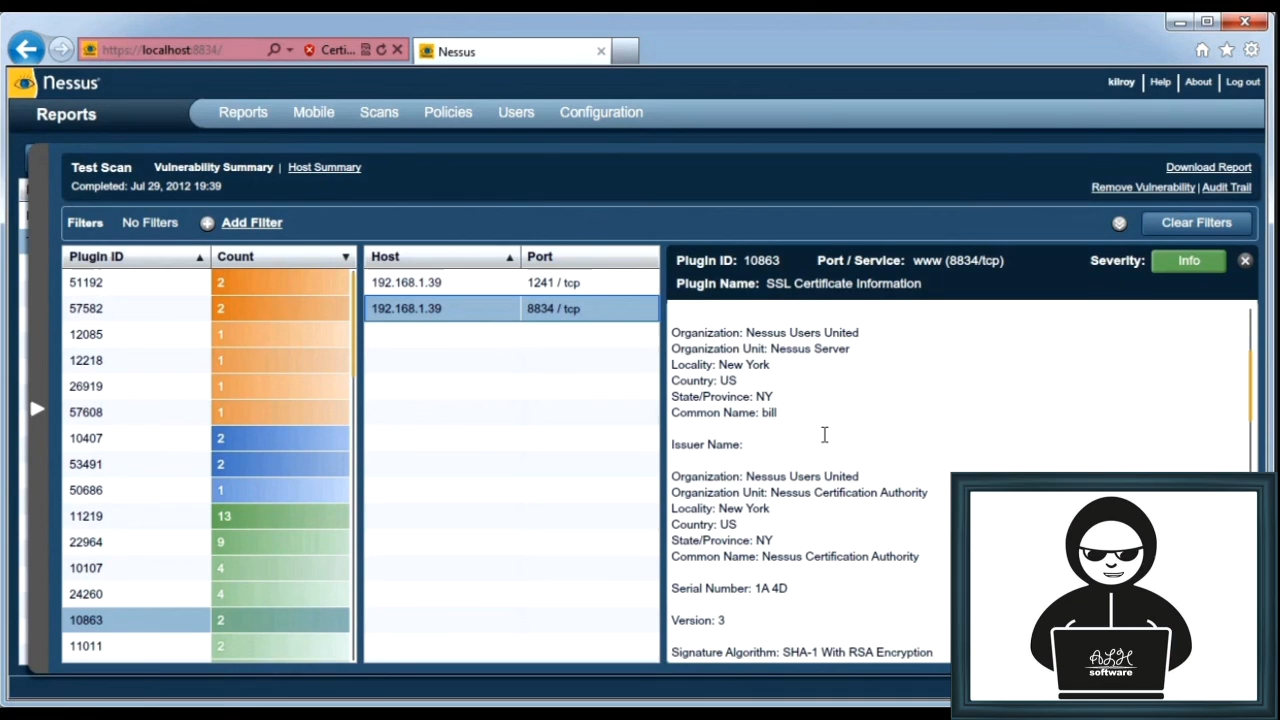 https://localhost:8834/
Certi...
Nessus
nessus
kilroy | Help | About | Log out
Reports
Reports Mobile Scans Policies Users Configuration
Test Scan Vulnerability Summary | Host Summary
Download Report
Completed: Jul 29, 2012 19:39
Remove Vulnerability | Audit Trail
Filters No Filters Add Filter
Clear Filters
Plugin ID Count
51192 2
57582 2
12085 1
12218 1
26919 1
57608 1
10407 2
53491 2
50686 1
11219 13
22964 9
10107 4
24260 4
10863 2
11011 2
Host Port
192.168.1.39 1241 / tcp
192.168.1.39 8834 / tcp
Plugin ID: 10863 Port / Service: www (8834/tcp) Severity: Info
Plugin Name: SSL Certificate Information
Organization: Nessus Users United
Organization Unit: Nessus Server
Locality: New York
Country: US
State/Province: NY
Common Name: bill
Issuer Name:
Organization: Nessus Users United
Organization Unit: Nessus Certification Authority
Locality: New York
Country: US
State/Province: NY
Common Name: Nessus Certification Authority
Serial Number: 1A 4D
Version: 3
Signature Algorithm: SHA-1 With RSA Encryption
software